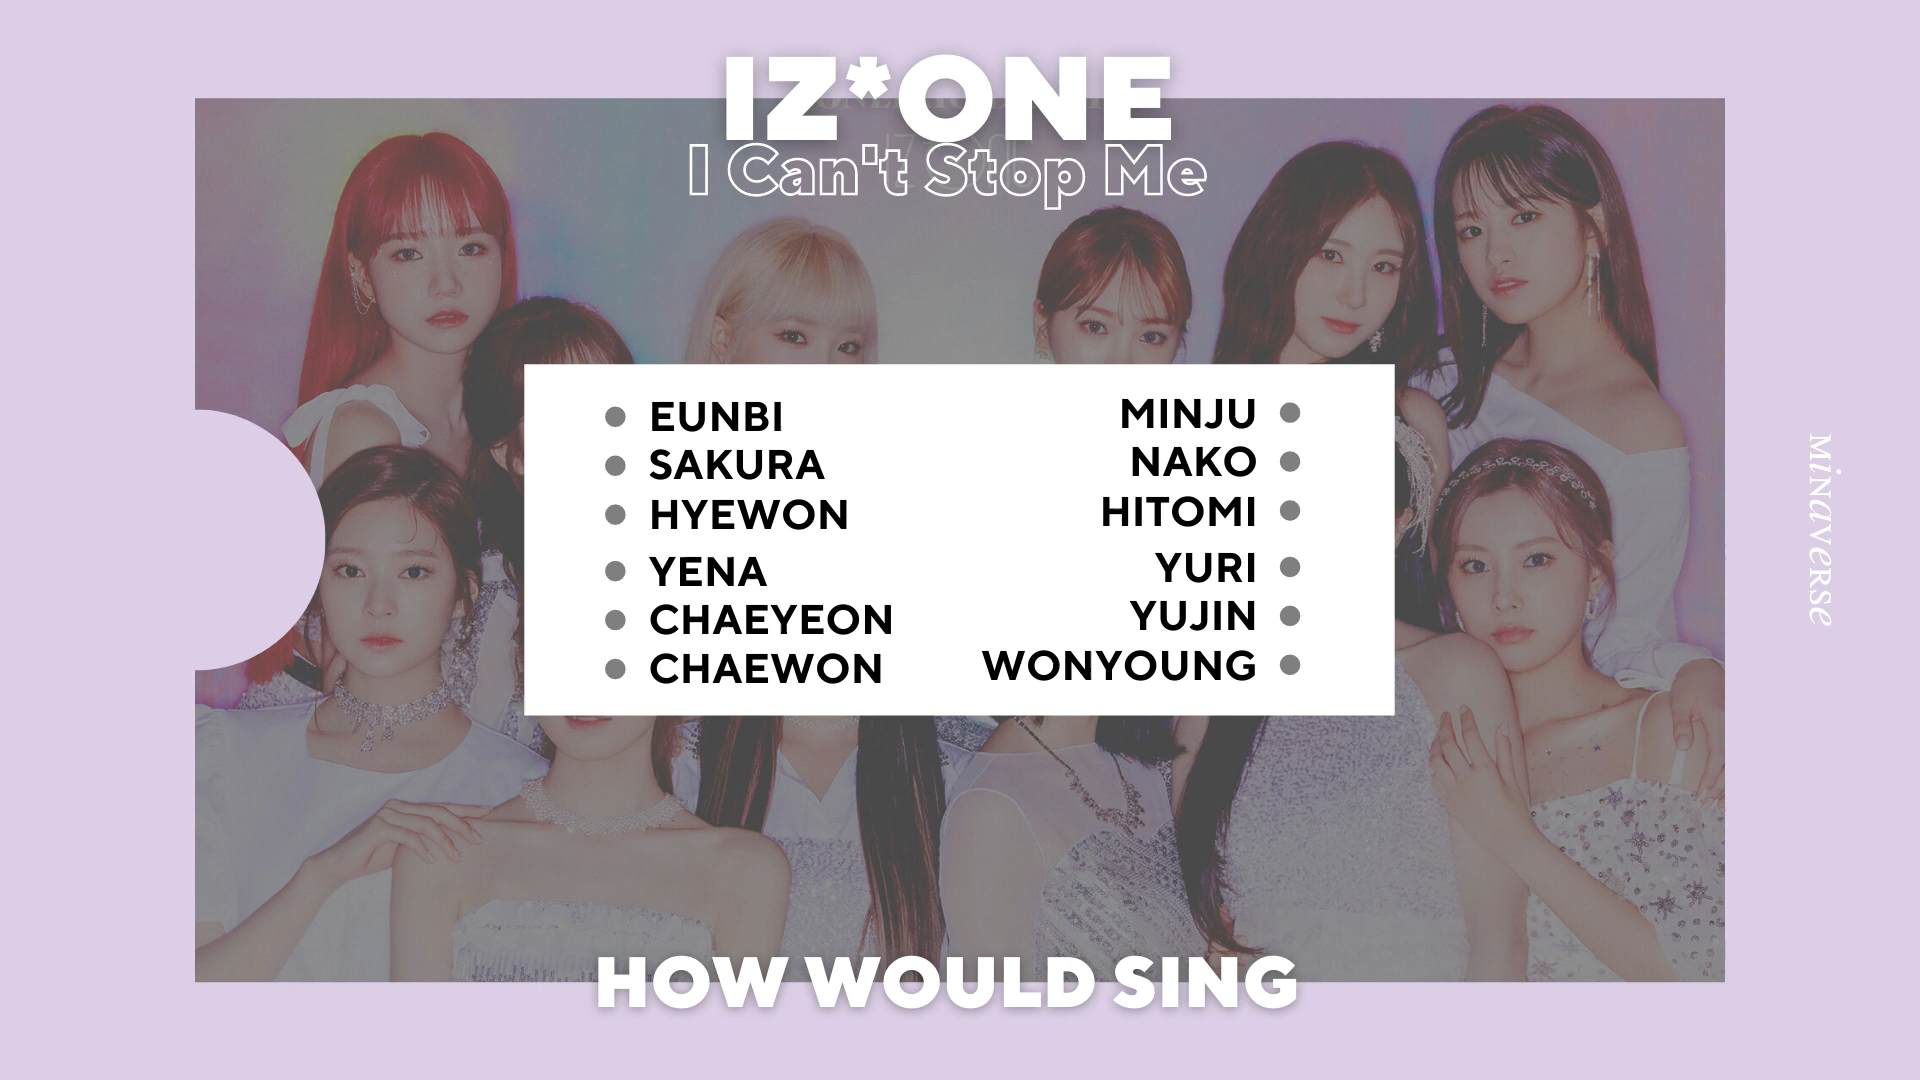 IZ*ONE
I Can't Stop Me
EUNBI
SAKURA
HYEWON
YENA
CHAEYEON
CHAEWON
MINJU
NAKO
HITOMI
YURI
YUJIN
WONYOUNG
MiNaVeRSe
HOW WOULD SING